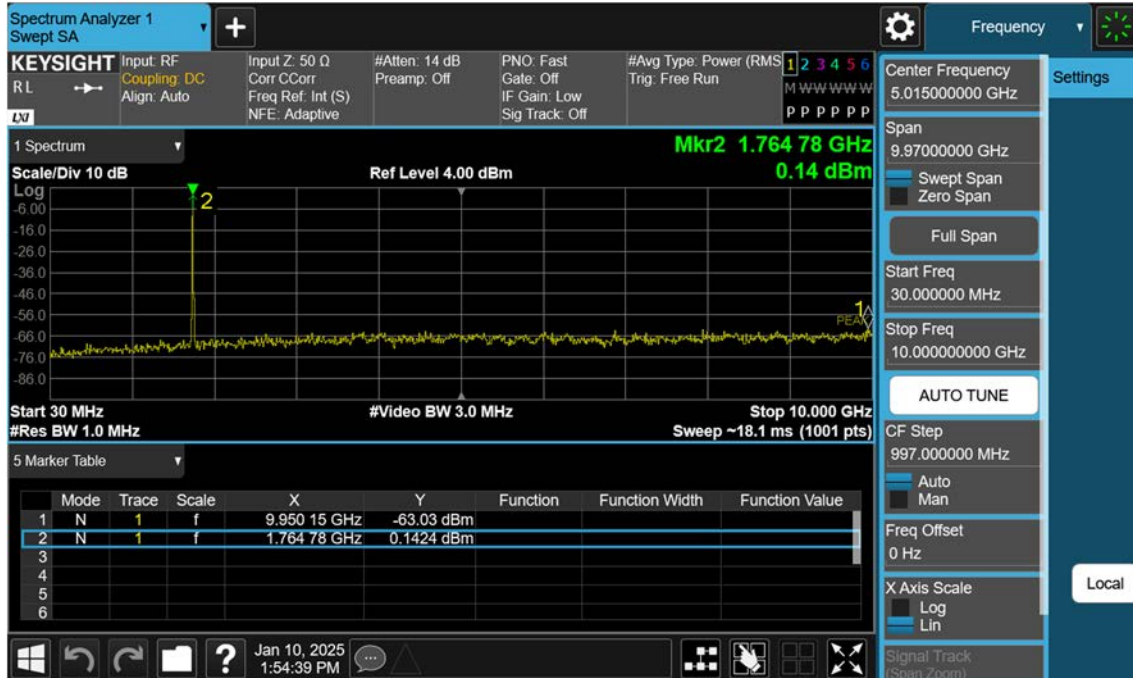 Spectrum Analyzer 1
Swept SA
Frequency
KEYSIGHT
R L
LXI
Input: RF
Coupling: DC
Align: Auto
Input Z: 50 Ω
Corr CCorr
Freq Ref: Int (S)
NFE: Adaptive
#Atten: 14 dB
Preamp: Off
PNO: Fast
Gate: Off
IF Gain: Low
Sig Track: Off
#Avg Type: Power (RMS
Trig: Free Run
1 2 3 4 5 6
M W W W W W
P P P P P P
1 Spectrum
Mkr2 1.764 78 GHz
Scale/Div 10 dB
Ref Level 4.00 dBm
0.14 dBm
Log
2
-6.00
-16.0
-26.0
-36.0
-46.0
1
-56.0
PEA
-66.0
-76.0
-86.0
Start 30 MHz
#Video BW 3.0 MHz
Stop 10.000 GHz
#Res BW 1.0 MHz
Sweep ~18.1 ms (1001 pts)
5 Marker Table
Mode Trace Scale X Y Function Function Width Function Value
1 N 1 f 9.950 15 GHz -63.03 dBm
2 N 1 f 1.764 78 GHz 0.1424 dBm
3
4
5
6
?
Jan 10, 2025
1:54:39 PM
Center Frequency
5.015000000 GHz
Span
9.97000000 GHz
Swept Span
Zero Span
Full Span
Start Freq
30.000000 MHz
Stop Freq
10.000000000 GHz
AUTO TUNE
CF Step
997.000000 MHz
Auto
Man
Freq Offset
0 Hz
X Axis Scale
Log
Lin
Signal Track
(Span Zoom)
Settings
Local